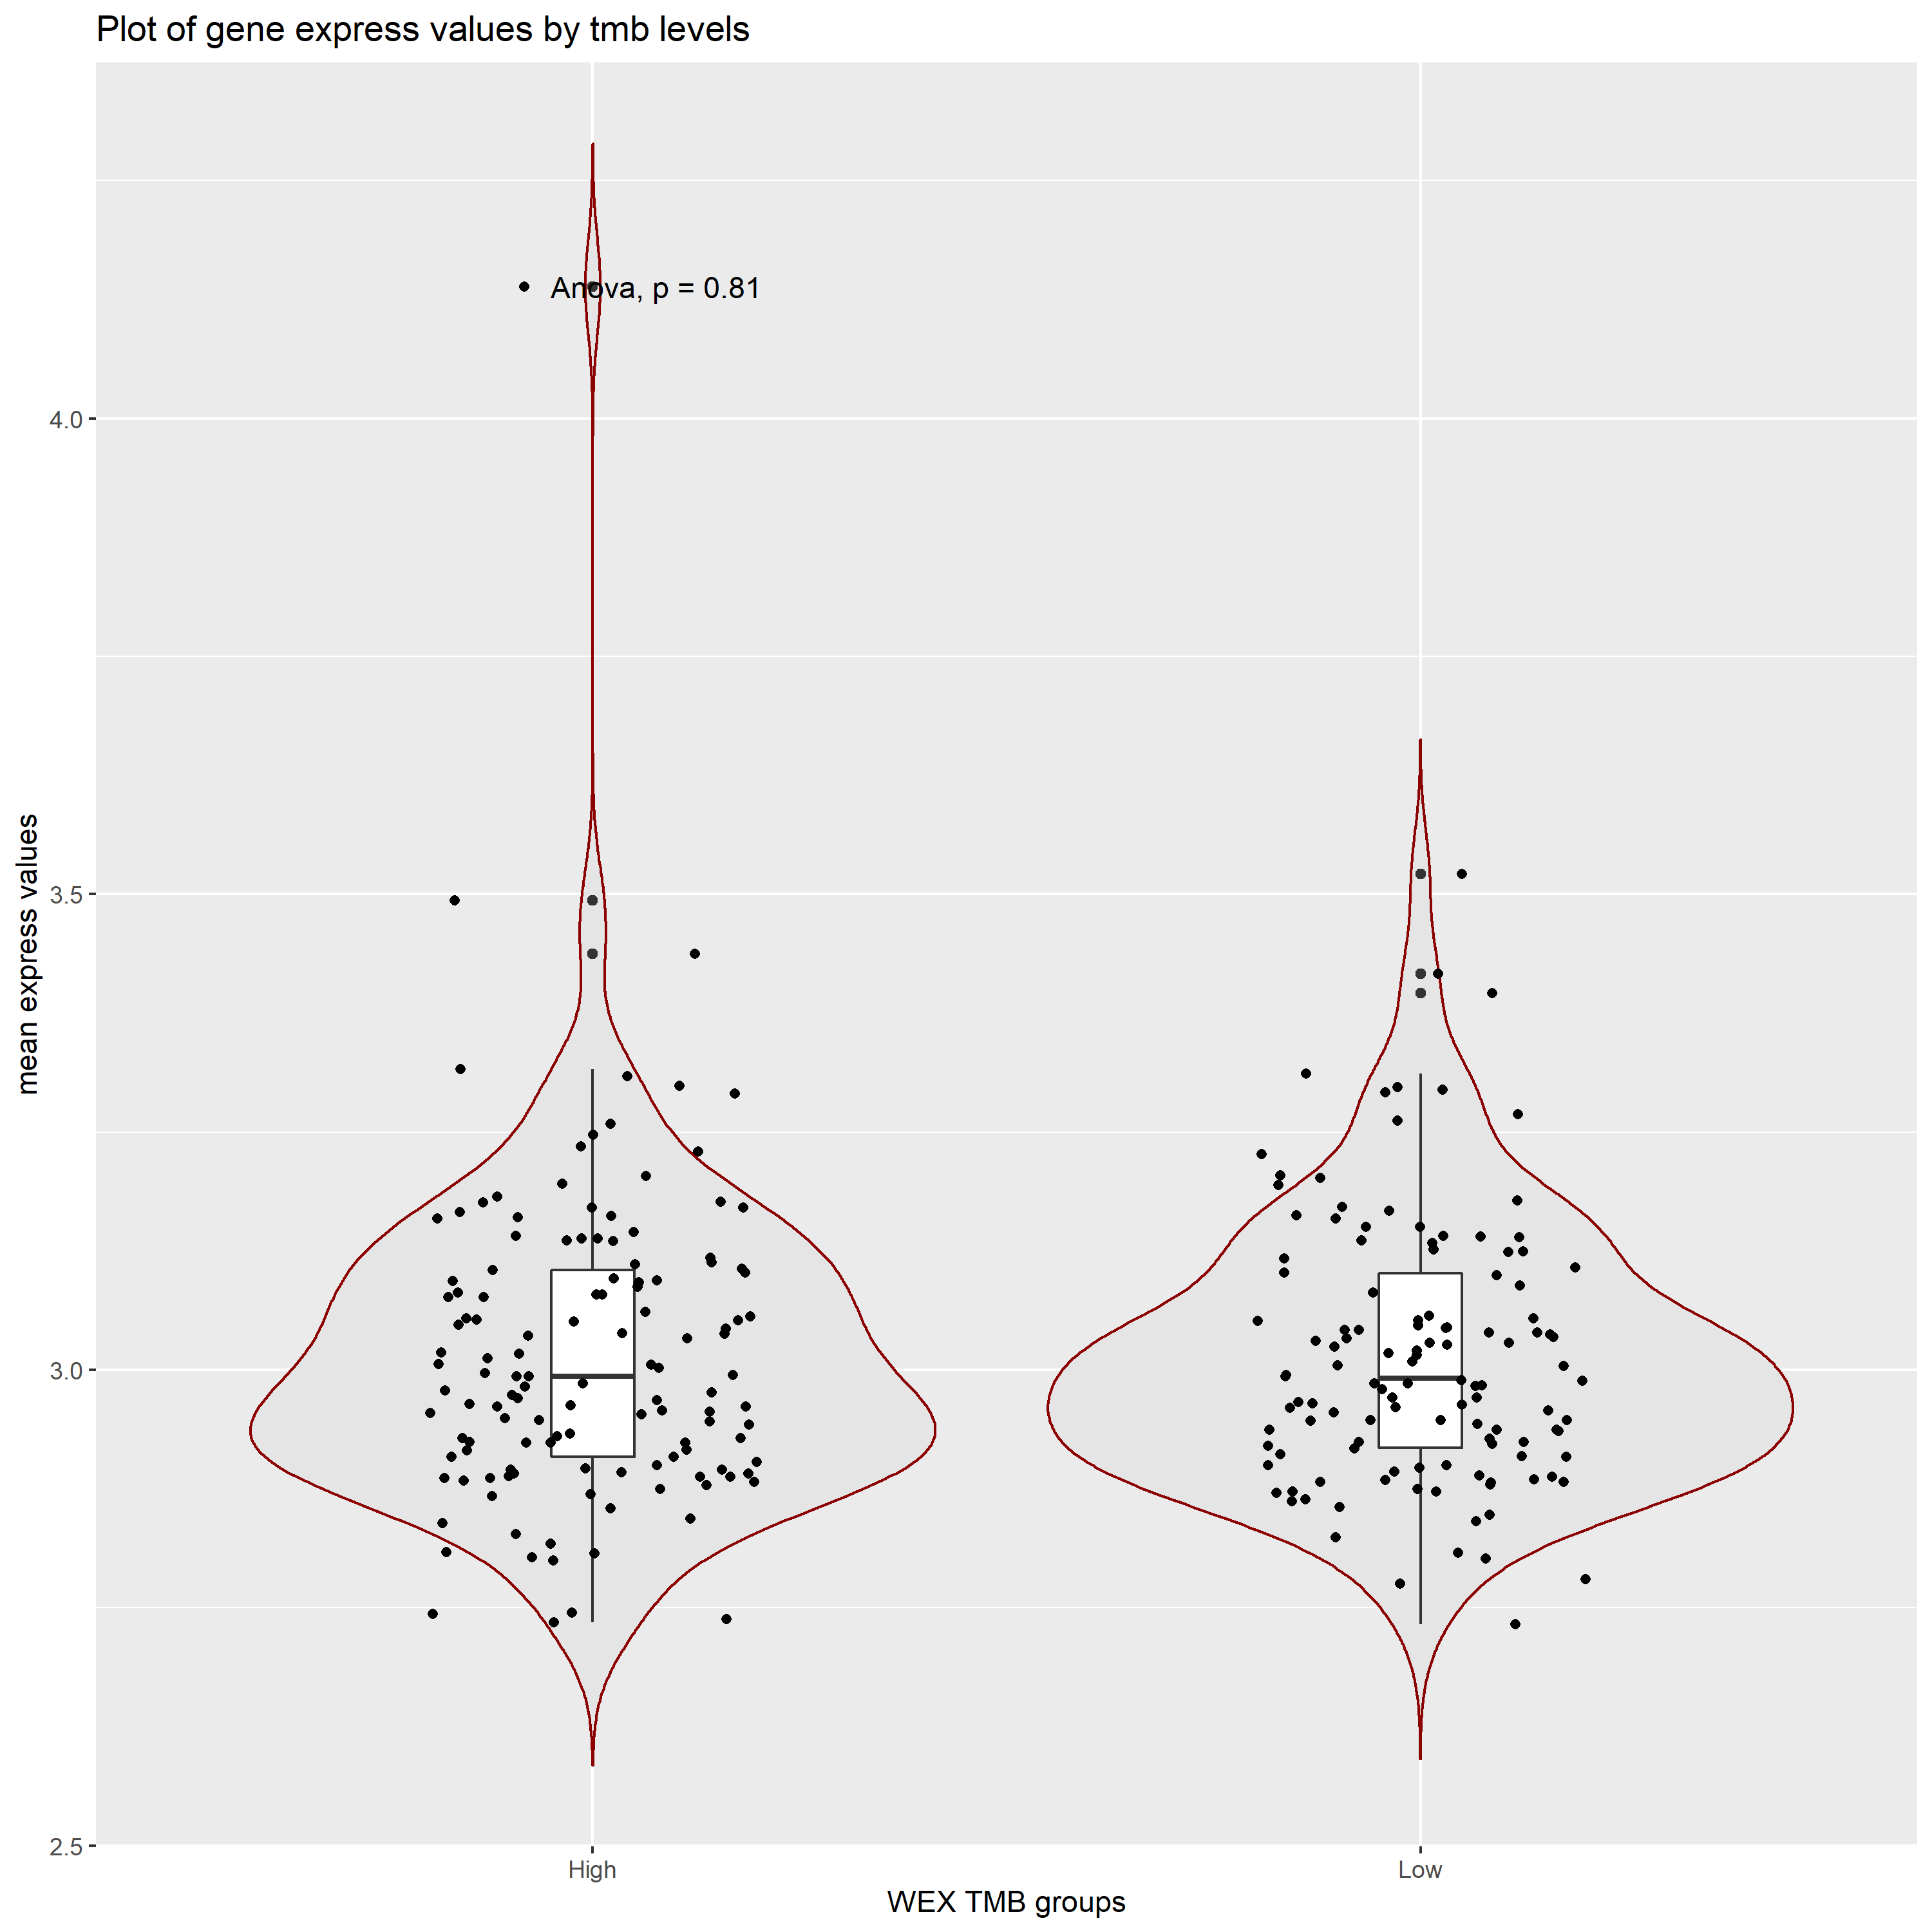 Plot of gene express values by tmb levels
Anova, p = 0.81
4.0
3.5
3.0
2.5
mean express values
High
Low
WEX TMB groups